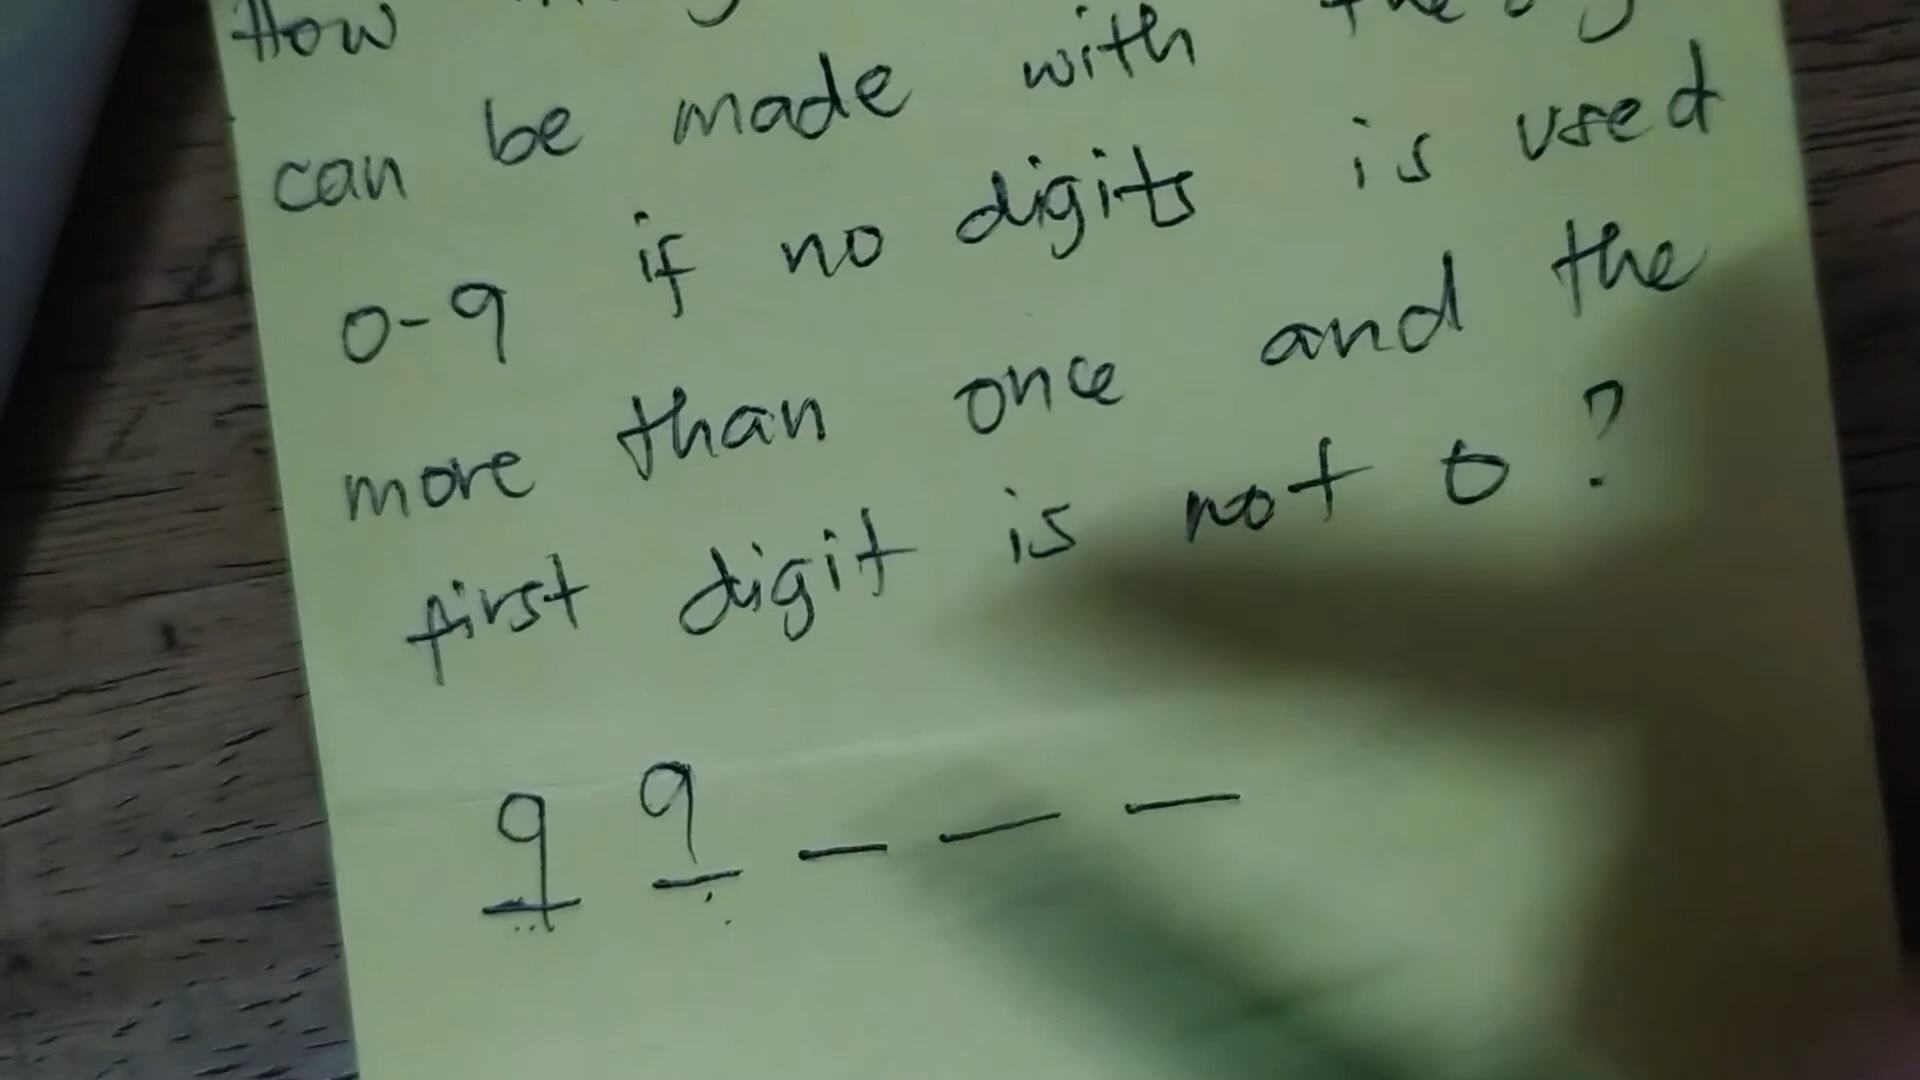 How
can be made with the
0-9 if no digits is used
more than once and the
first digit is not 0?
9 9 _ _ _